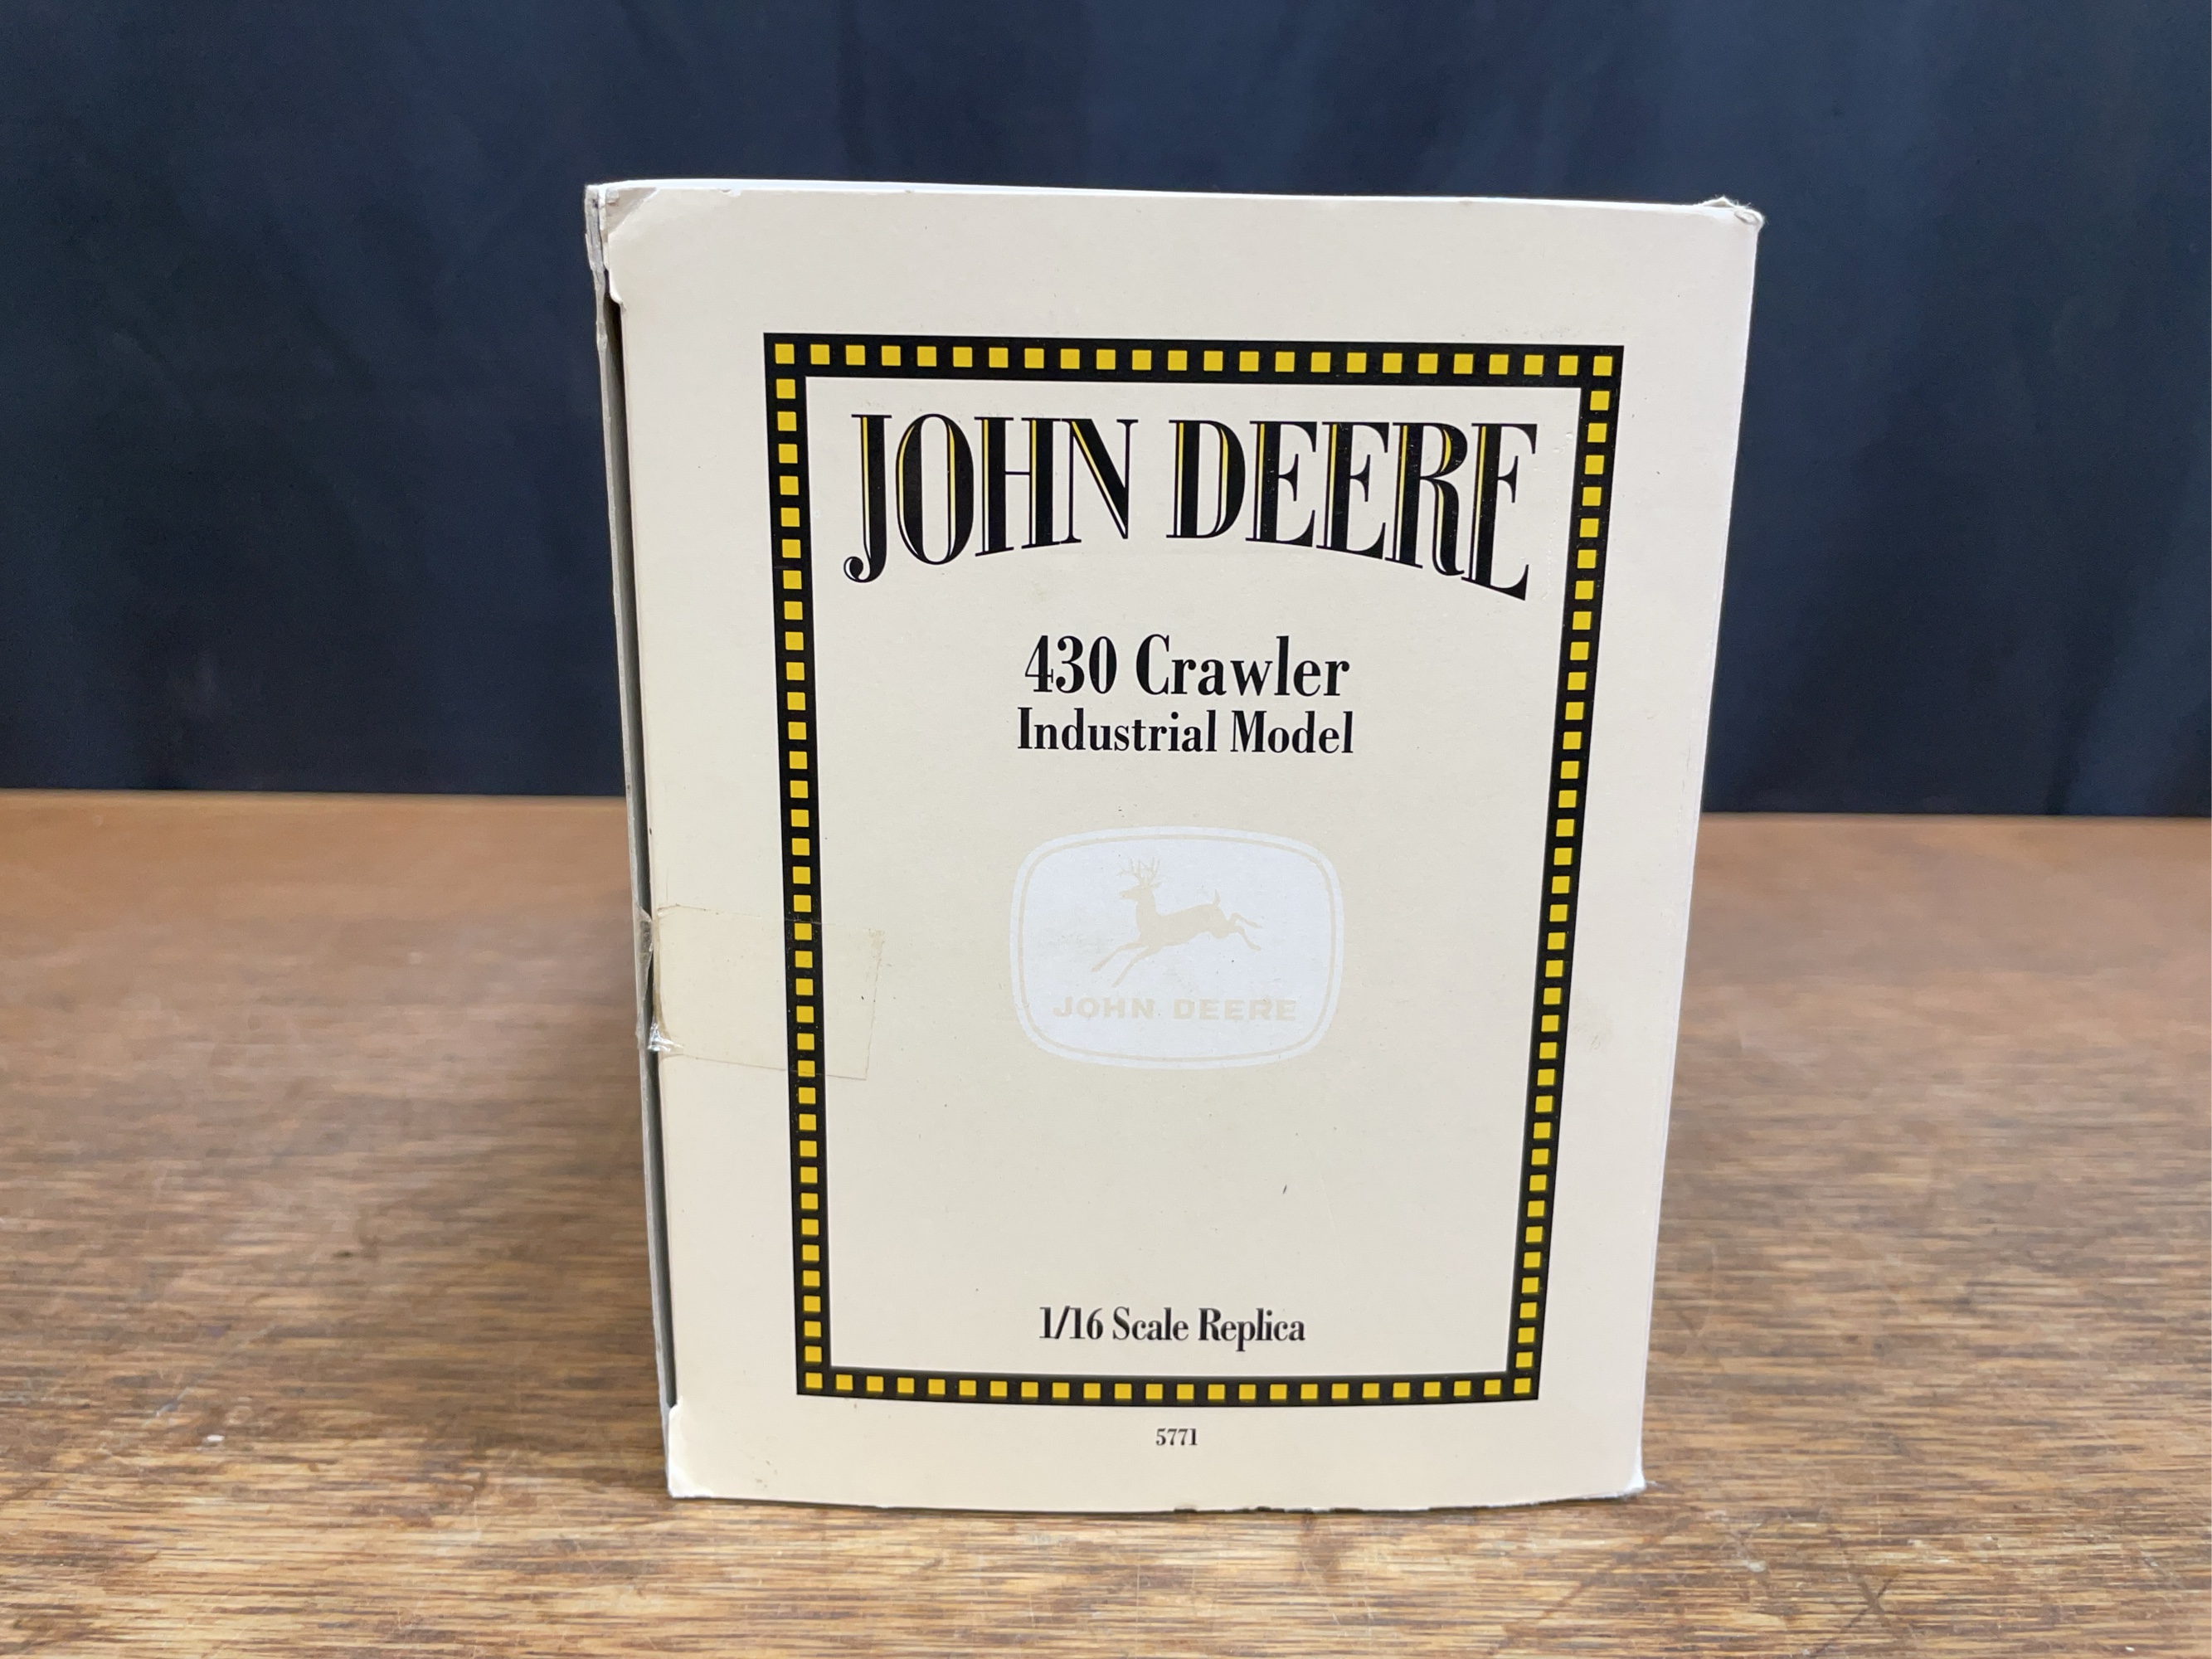 JOHN DEERE
430 Crawler
Industrial Model
JOHN DEERE
1/16 Scale Replica
5771